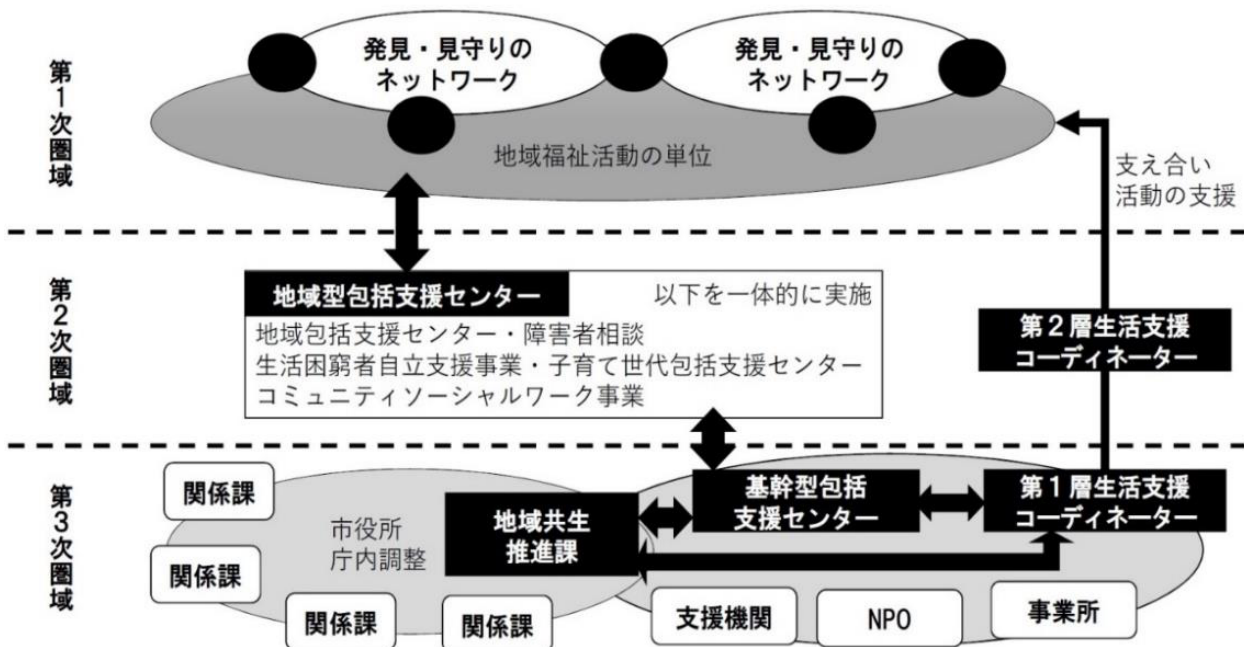 第1次圏域
発見・見守りの
ネットワーク
発見・見守りの
ネットワーク
地域福祉活動の単位
支え合い
活動の支援
第2次圏域
地域型包括支援センター
以下を一体的に実施
地域包括支援センター・障害者相談
生活困窮者自立支援事業・子育て世代包括支援センター
コミュニティソーシャルワーク事業
第2層生活支援
コーディネーター
第3次圏域
関係課
関係課
関係課
関係課
市役所
庁内調整
地域共生
推進課
基幹型包括
支援センター
第1層生活支援
コーディネーター
支援機関
NPO
事業所